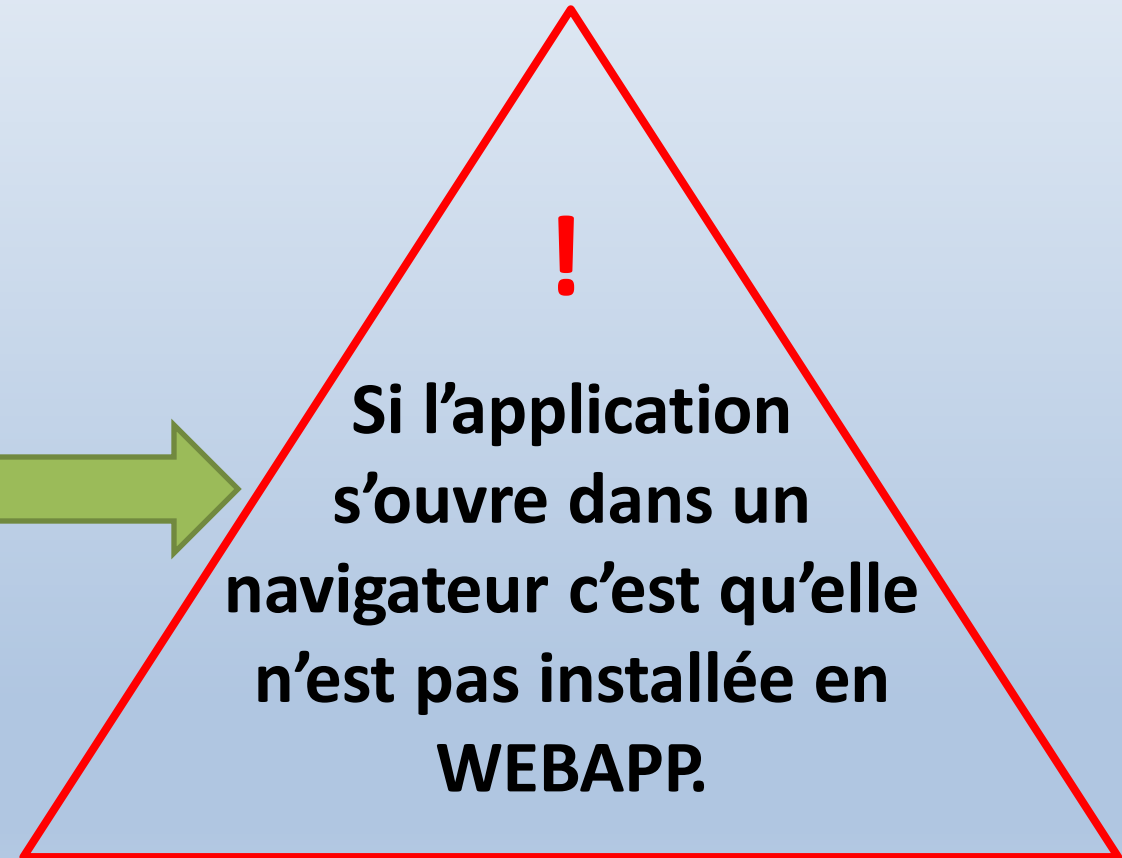 !
Si l’application
s’ouvre dans un
navigateur c’est qu’elle
n’est pas installée en
WEBAPP.